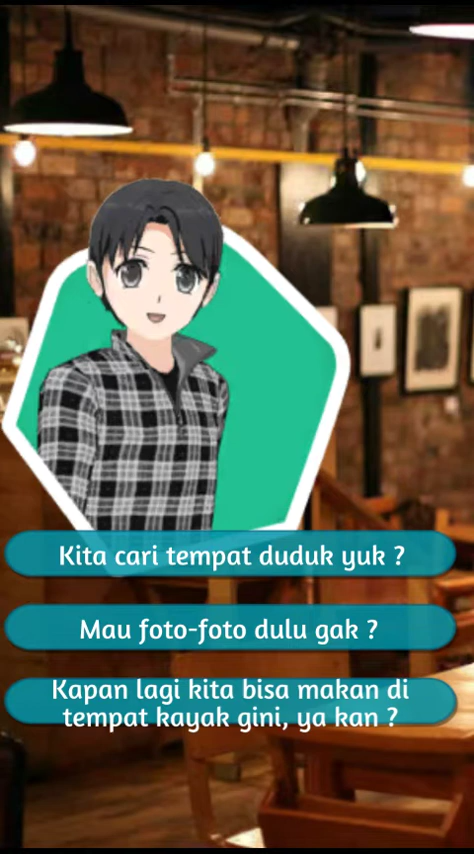 Kita cari tempat duduk yuk ?
Mau foto-foto dulu gak ?
Kapan lagi kita bisa makan di
tempat kayak gini, ya kan ?